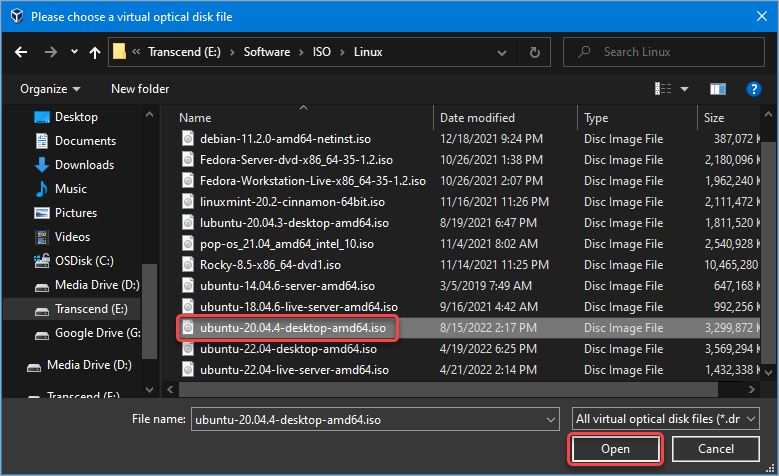 Please choose a virtual optical disk file
« Transcend (E:) > Software > ISO > Linux
Search Linux
Organize New folder
Name Date modified Type Size
debian-11.2.0-amd64-netinst.iso 12/18/2021 9:24 PM Disc Image File 387,072 K
Fedora-Server-dvd-x86_64-35-1.2.iso 10/26/2021 1:38 PM Disc Image File 2,180,096 K
Fedora-Workstation-Live-x86_64-35-1.2.iso 10/26/2021 2:07 PM Disc Image File 1,962,240 K
linuxmint-20.2-cinnamon-64bit.iso 11/16/2021 11:26 PM Disc Image File 2,111,472 K
lubuntu-20.04.3-desktop-amd64.iso 8/19/2021 6:47 PM Disc Image File 1,811,520 K
pop-os_21.04_amd64_intel_10.iso 11/4/2021 8:02 AM Disc Image File 2,540,928 K
Rocky-8.5-x86_64-dvd1.iso 11/14/2021 11:25 PM Disc Image File 10,465,280
ubuntu-14.04.6-server-amd64.iso 3/5/2019 7:49 AM Disc Image File 647,168 K
ubuntu-18.04.6-live-server-amd64.iso 9/16/2021 4:42 AM Disc Image File 992,256 K
ubuntu-20.04.4-desktop-amd64.iso 8/15/2022 2:17 PM Disc Image File 3,299,872 K
ubuntu-22.04-desktop-amd64.iso 4/19/2022 6:25 PM Disc Image File 3,569,294 K
ubuntu-22.04-live-server-amd64.iso 4/21/2022 2:14 PM Disc Image File 1,432,338 K
Desktop
Documents
Downloads
Music
Pictures
Videos
OSDisk (C:)
Media Drive (D:)
Transcend (E:)
Google Drive (G:
Media Drive (D:)
Transcend (E:)
File name: ubuntu-20.04.4-desktop-amd64.iso All virtual optical disk files (*.dr
Open Cancel